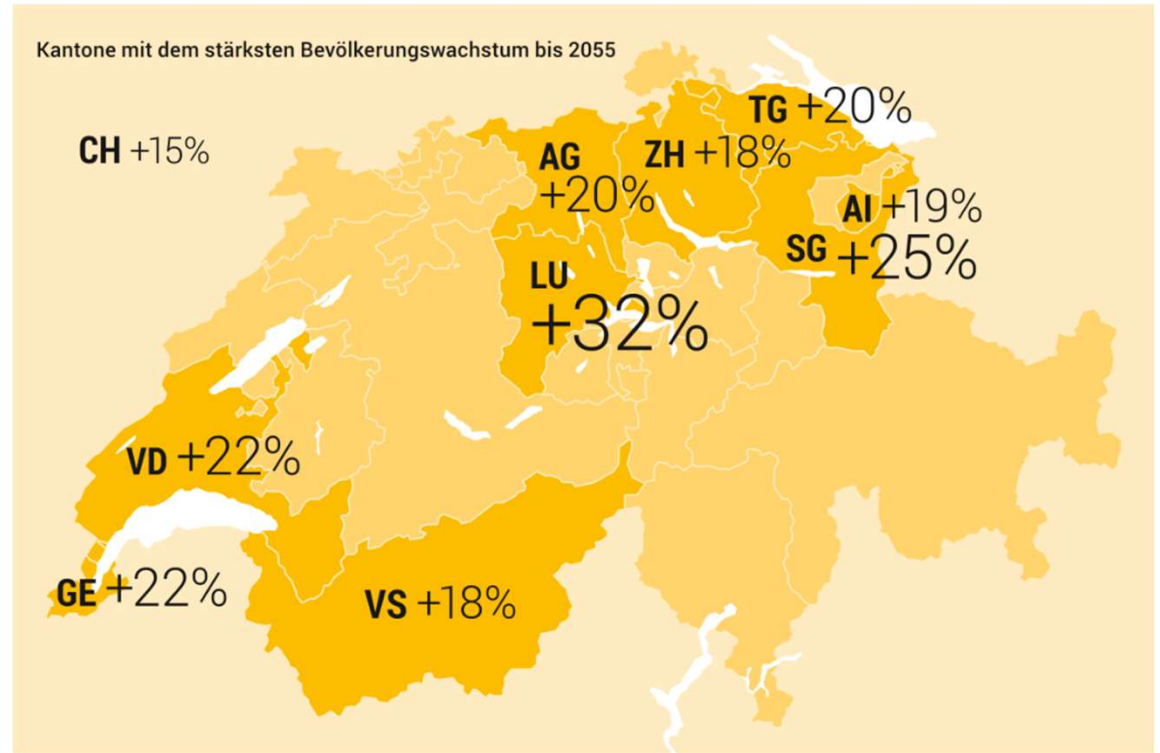 Kantone mit dem stärksten Bevölkerungswachstum bis 2055
CH +15%
TG +20%
AG
+20%
ZH +18%
AI +19%
SG +25%
LU
+32%
VD +22%
GE +22%
VS +18%